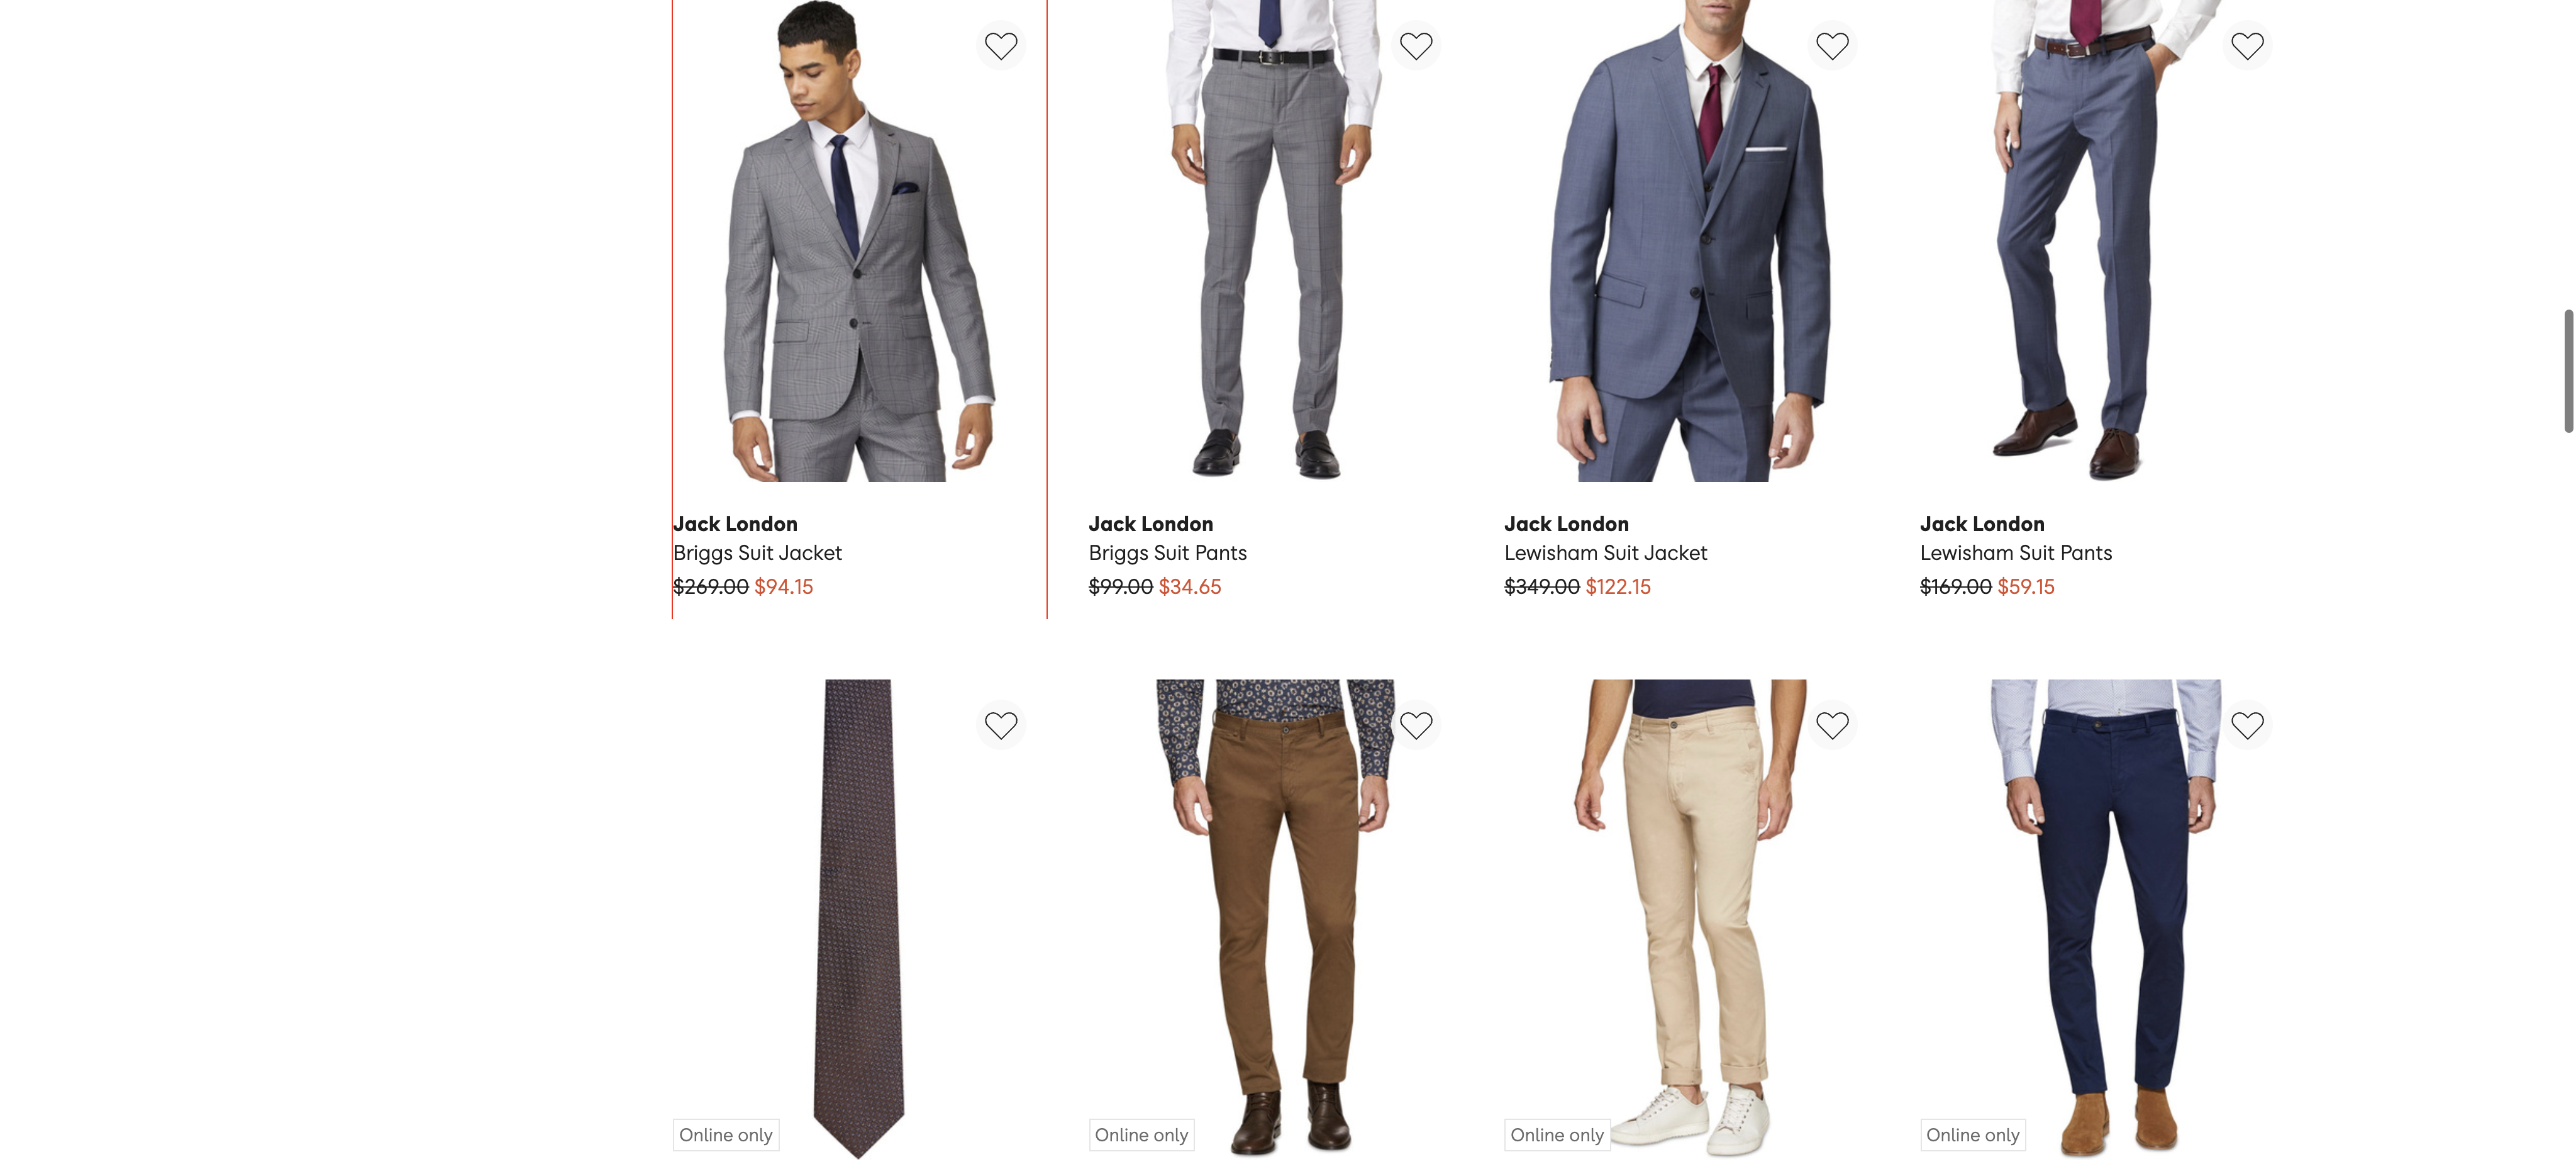 Jack London
Briggs Suit Jacket
$269.00 $94.15
Jack London
Briggs Suit Pants
$99.00 $34.65
Jack London
Lewisham Suit Jacket
$349.00 $122.15
Jack London
Lewisham Suit Pants
$169.00 $59.15
Online only
Online only
Online only
Online only